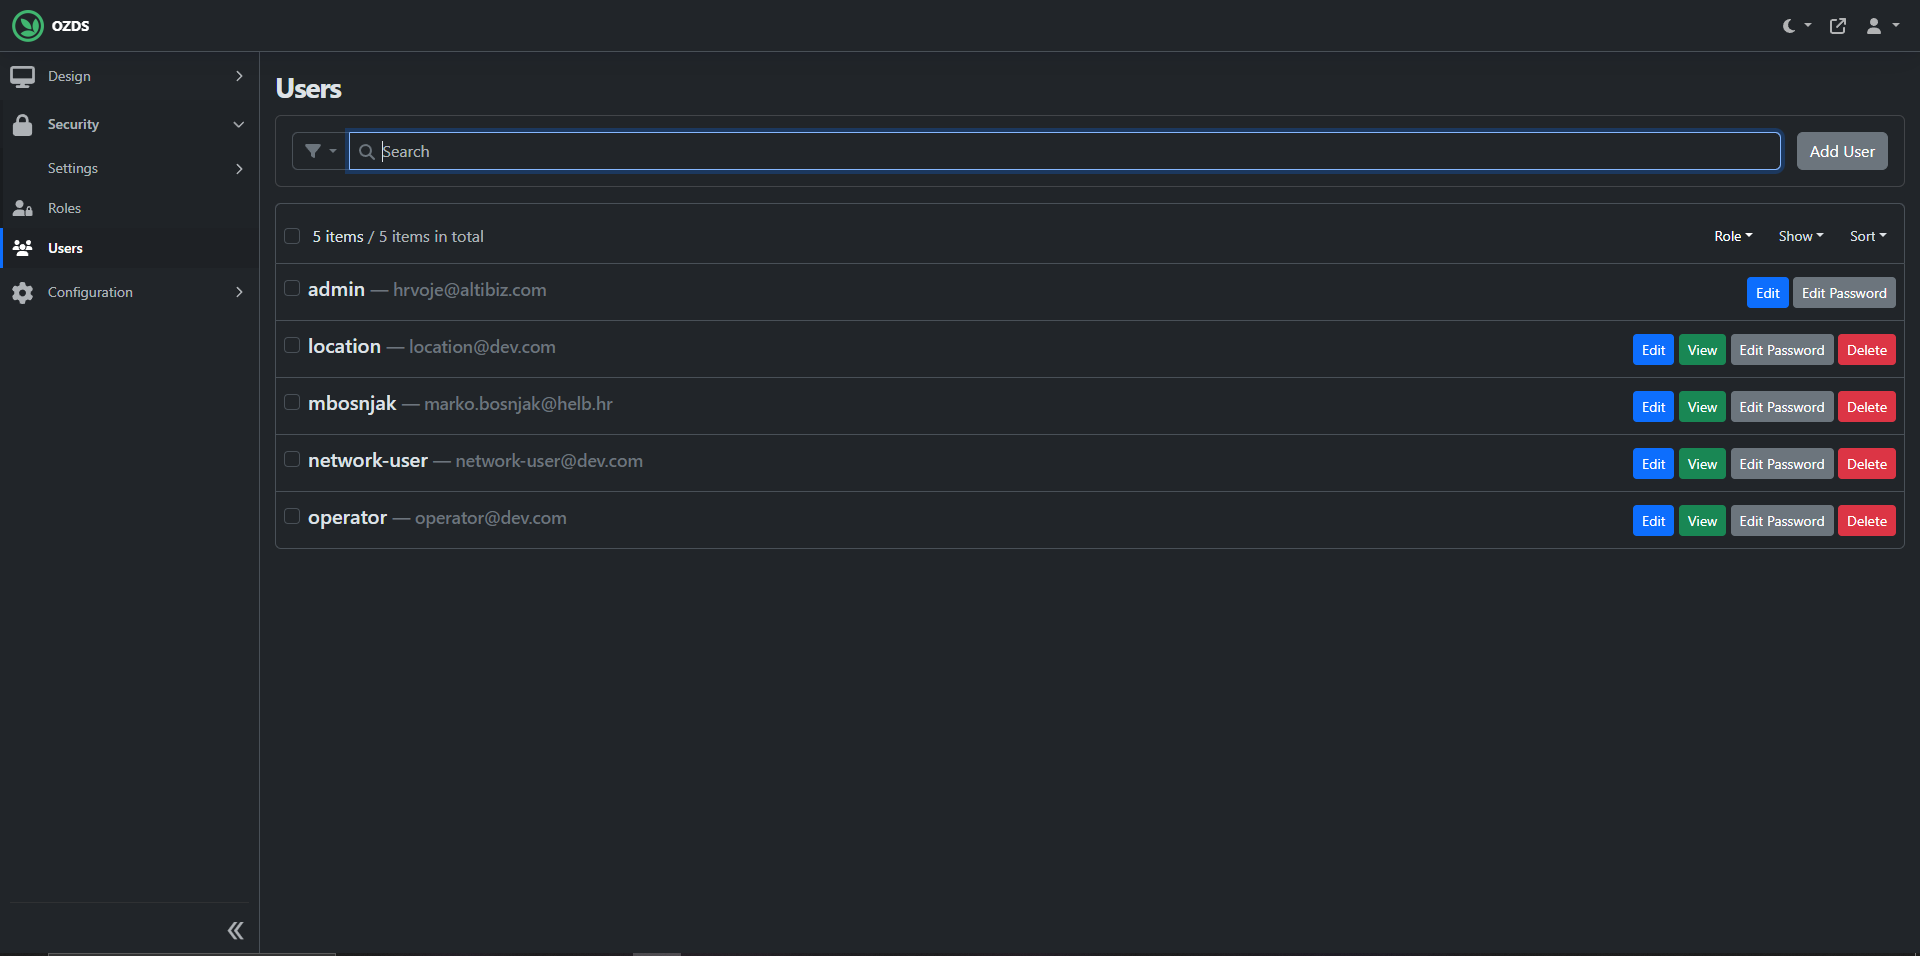 OZDS
Design
Security
Settings
Roles
Users
Configuration
Users
Search
Add User
5 items / 5 items in total
Role Show Sort
admin — hrvoje@altibiz.com
Edit Edit Password
location — location@dev.com
Edit View Edit Password Delete
mbosnjak — marko.bosnjak@helb.hr
Edit View Edit Password Delete
network-user — network-user@dev.com
Edit View Edit Password Delete
operator — operator@dev.com
Edit View Edit Password Delete